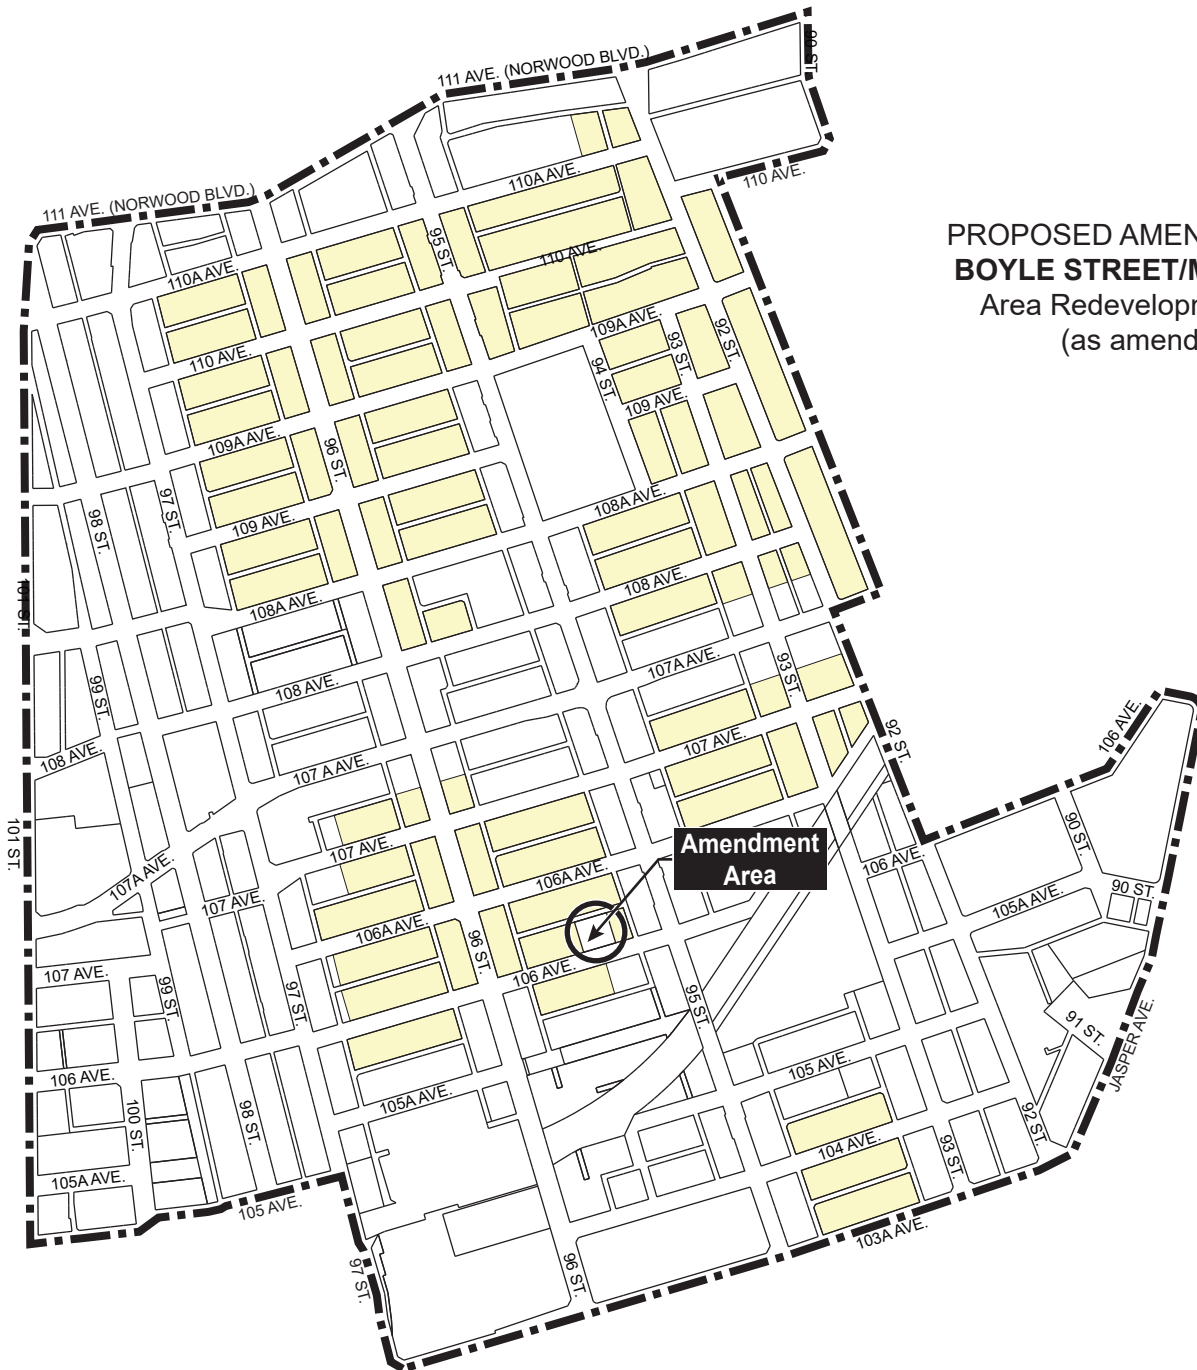 90 ST.
111 AVE. (NORWOOD BLVD.)
110A AVE.
110 AVE.
111 AVE. (NORWOOD BLVD.)
95 ST.
110 AVE.
110A AVE.
PROPOSED AMEN
BOYLE STREET/M
Area Redevelopm
(as amend
109A AVE.
93 ST.
92 ST.
110 AVE.
94 ST.
109 AVE.
109A AVE.
96 ST.
97 ST.
98 ST.
108A AVE.
109 AVE.
101 ST.
108A AVE.
108 AVE.
107A AVE.
93 ST.
99 ST.
108 AVE.
108 AVE.
107 A AVE.
107 AVE.
92 ST.
106 AVE.
101 ST.
107 AVE.
Amendment
Area
106 AVE.
90 ST.
107A AVE.
107 AVE.
106A AVE.
90 ST.
105A AVE.
106A AVE.
96 ST.
106 AVE.
107 AVE.
99 ST.
97 ST.
95 ST.
91 ST.
JASPER AVE.
106 AVE.
105A AVE.
105 AVE.
100 ST.
98 ST.
104 AVE.
93 ST.
92 ST.
105A AVE.
105 AVE.
103A AVE.
97 ST.
96 ST.